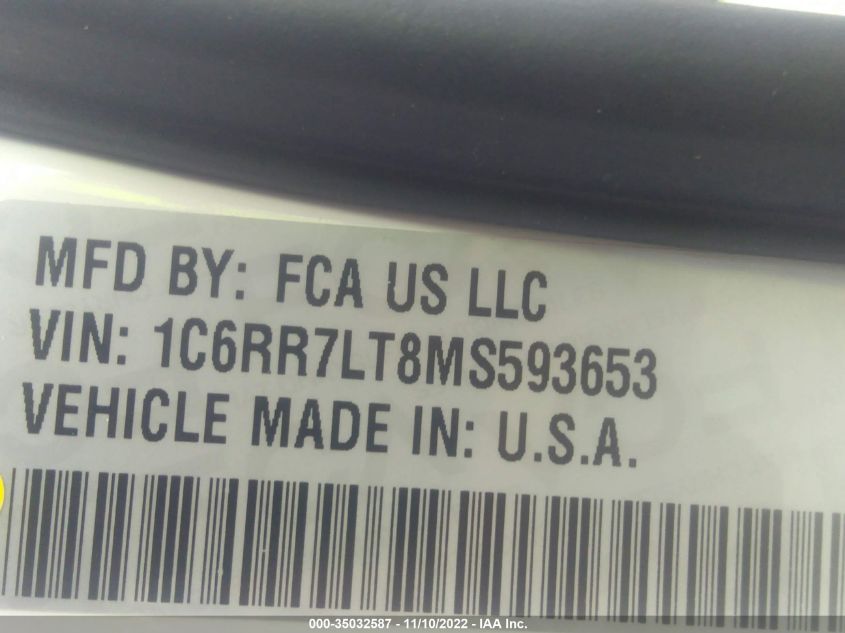 MFD BY: FCA US LLC
VIN: 1C6RR7LT8MS593653
VEHICLE MADE IN: U.S.A.
000-35032587 - 11/10/2022 - IAA Inc.